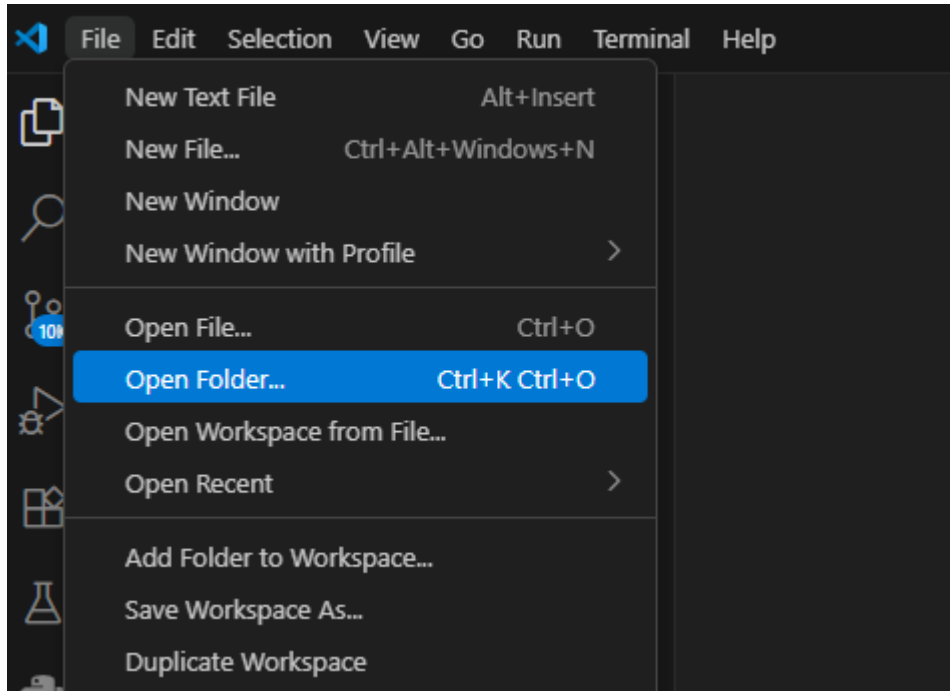 File Edit Selection View Go Run Terminal Help
New Text File Alt+Insert
New File... Ctrl+Alt+Windows+N
New Window
New Window with Profile
Open File... Ctrl+O
10K
Open Folder... Ctrl+K Ctrl+O
Open Workspace from File...
Open Recent
Add Folder to Workspace...
Save Workspace As...
Duplicate Workspace